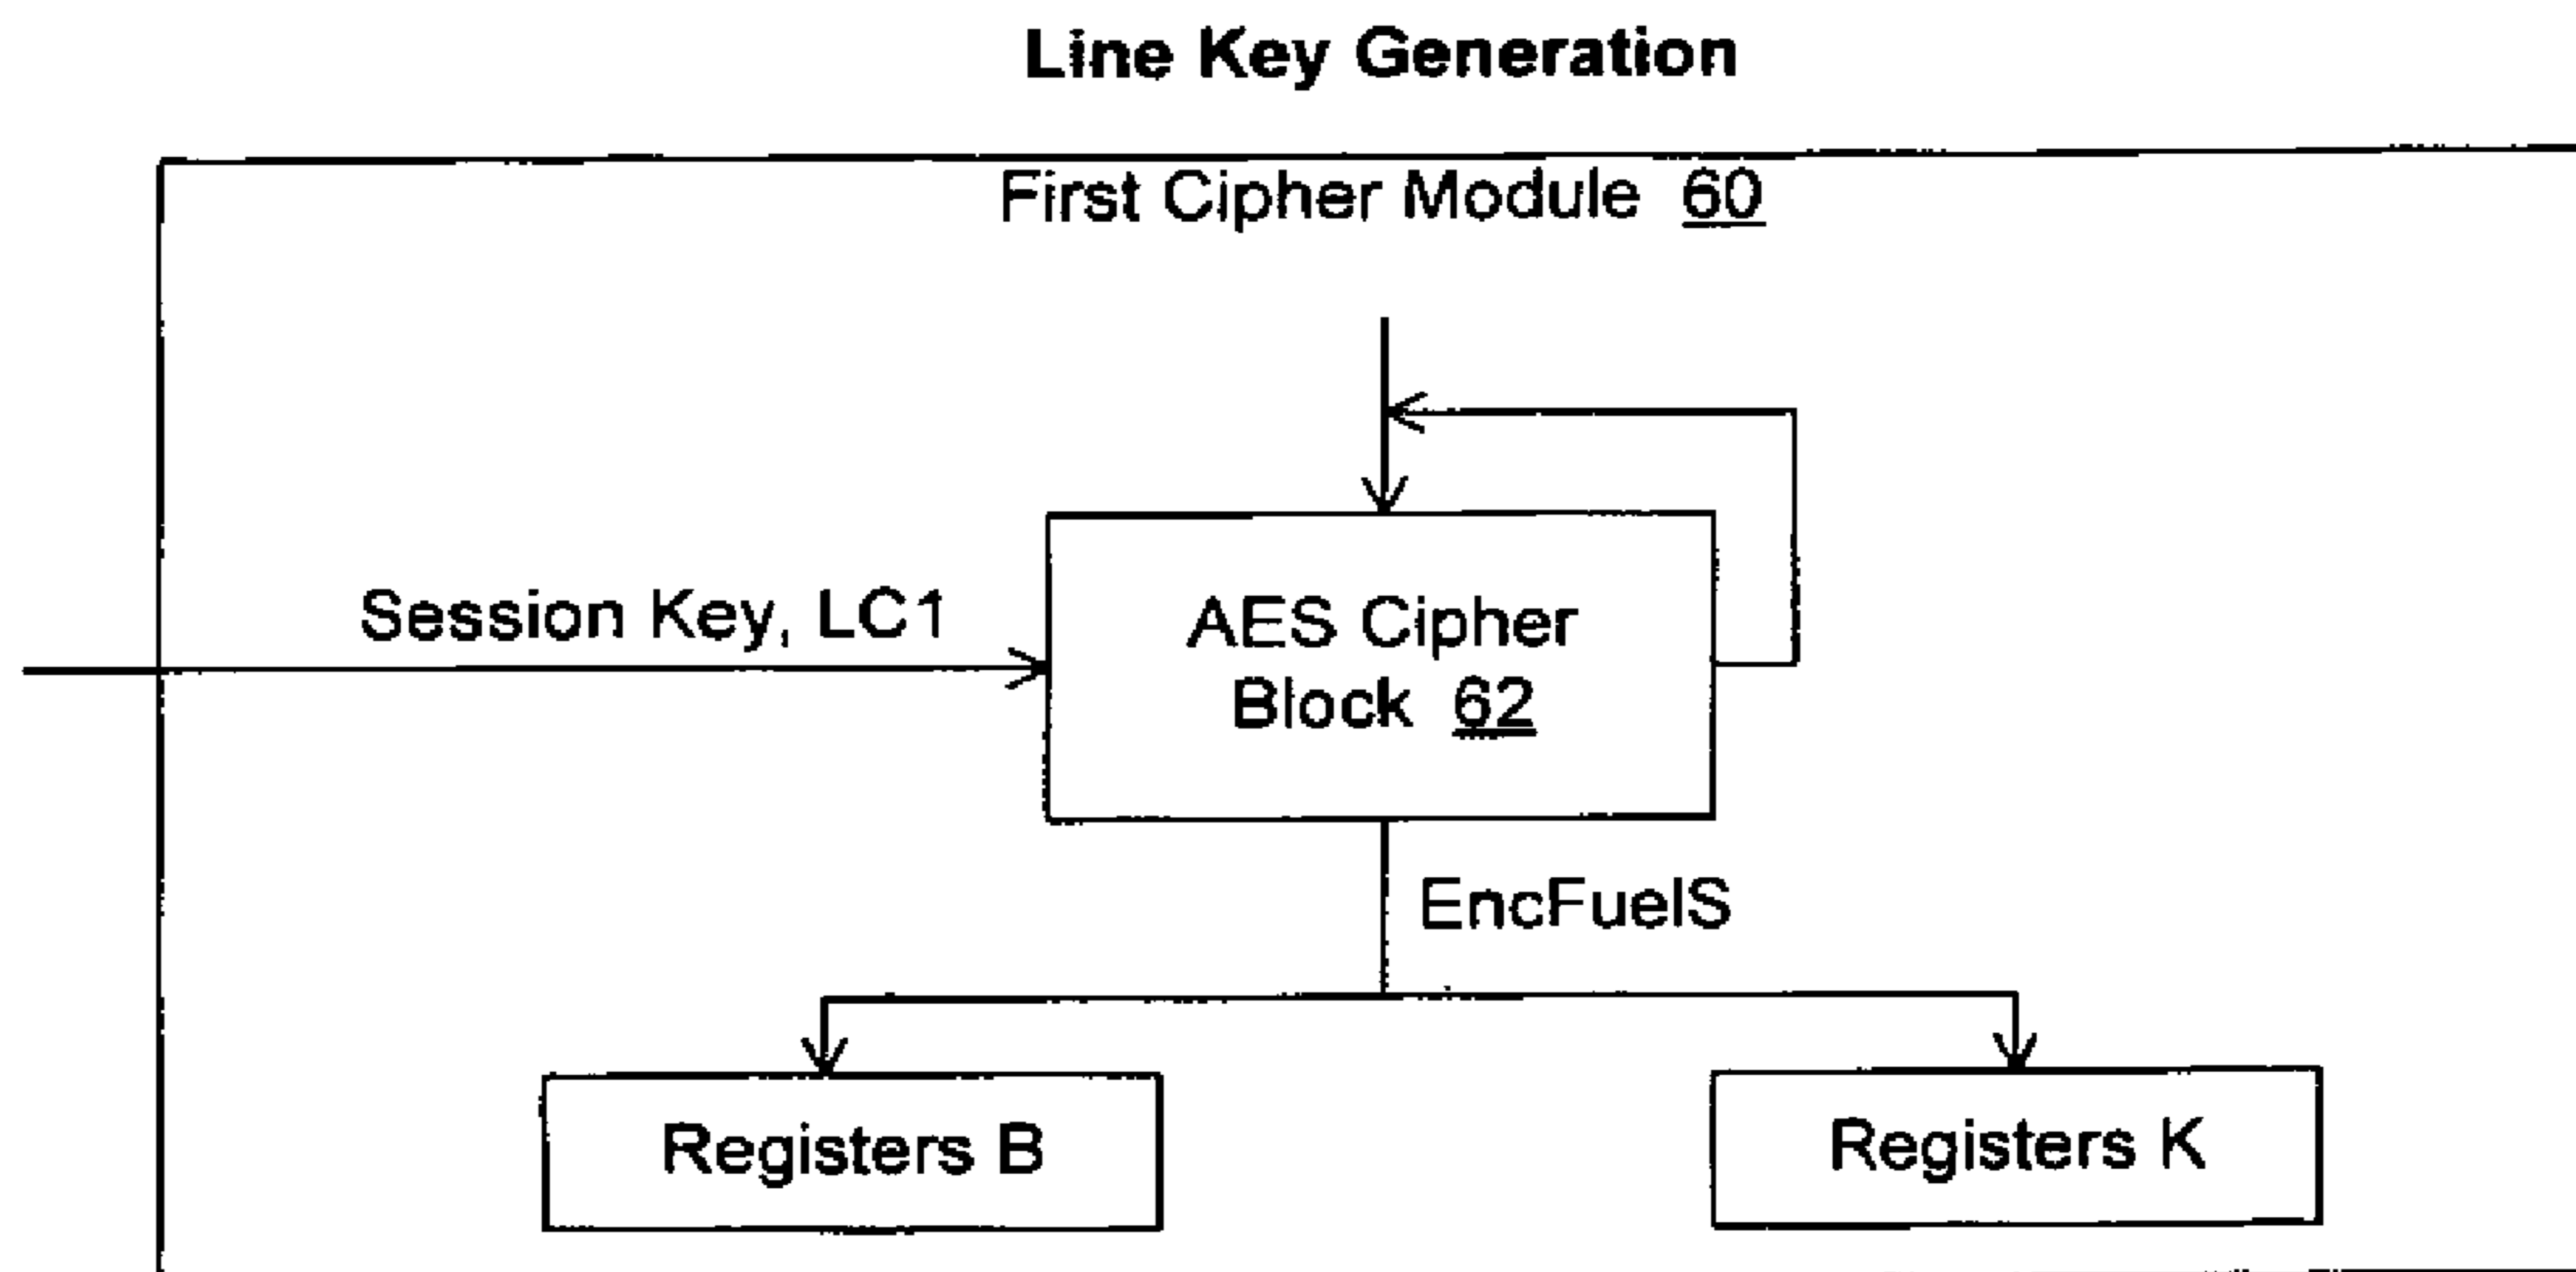 Line Key Generation
First Cipher Module 60
Session Key, LC1
AES Cipher
Block 62
EncFuelS
Registers B
Registers K